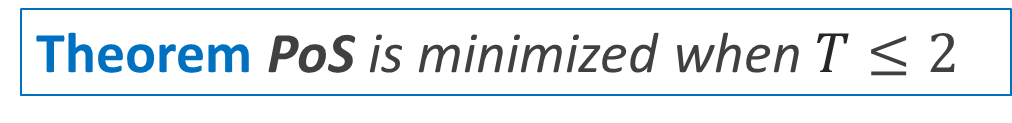 Theorem PoS is minimized when T ≤ 2